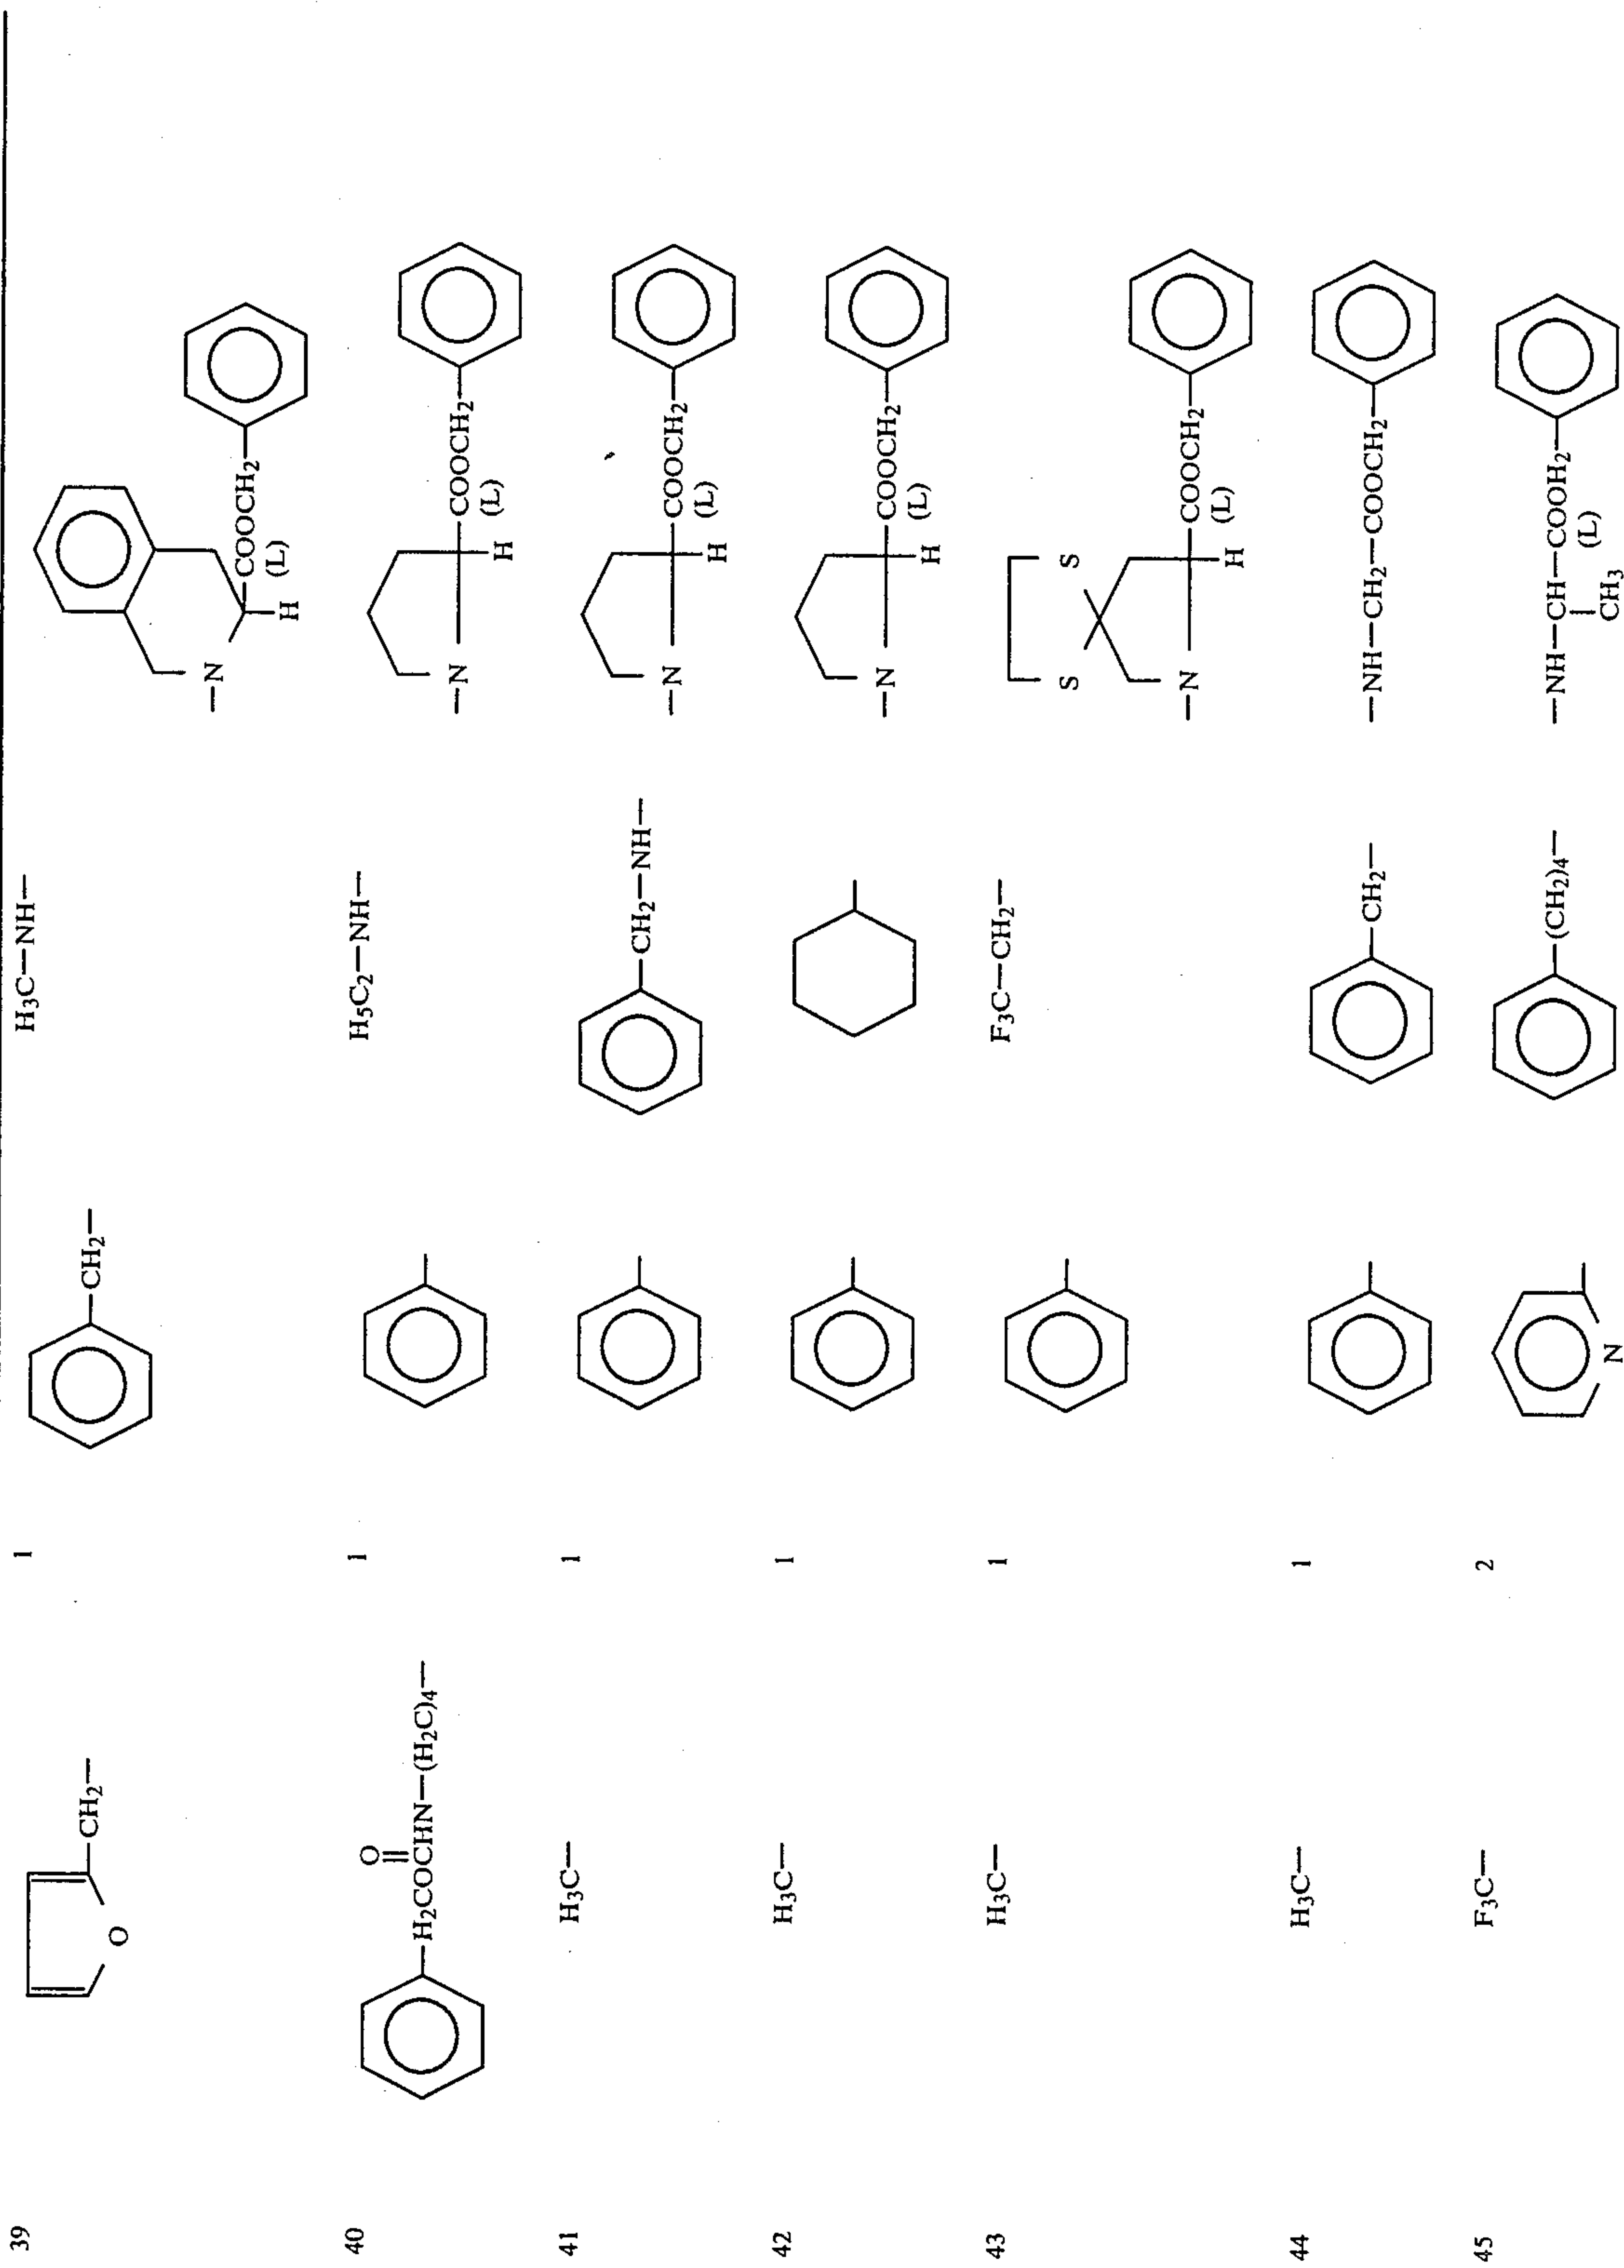 39 CH₂— 1 CH₂— H₃C—NH—
O
—N COOCH₂—
(L)
H
40 O
—H₂COCHN—(H₂C)₄— 1 H₅C₂—NH— —N COOCH₂—
(L)
H
41 H₃C— 1 —CH₂—NH— —N COOCH₂—
(L)
H
42 H₃C— 1 —N COOCH₂—
(L)
H
43 H₃C— 1 F₃C—CH₂—
S S
—N COOCH₂—
(L)
H
44 H₃C— 1 —CH₂— —NH—CH₂—COOCH₂—
45 F₃C— 2 —(CH₂)₄— —NH—CH—COOH₂—
(L)
N CH₃